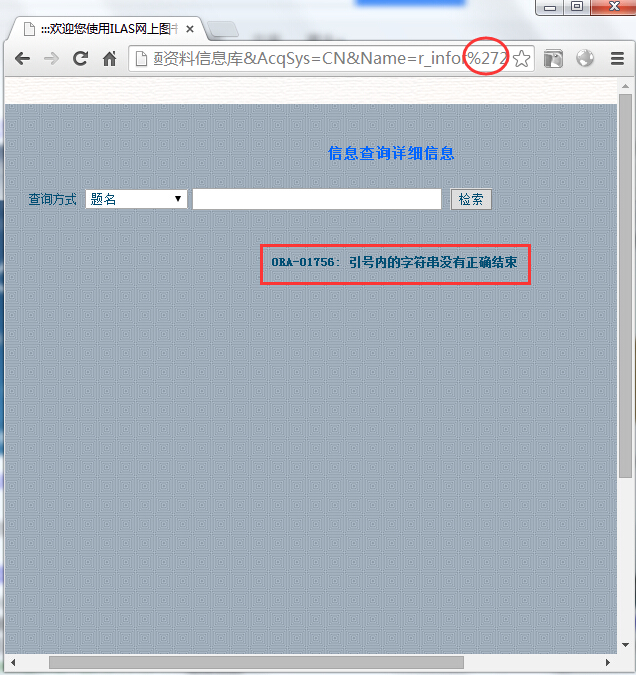 :::欢迎您使用ILAS网上图书
资料信息库&AcqSys=CN&Name=r_infor%272
信息查询详细信息
查询方式 题名 检索
ORA-01756: 引号内的字符串没有正确结束